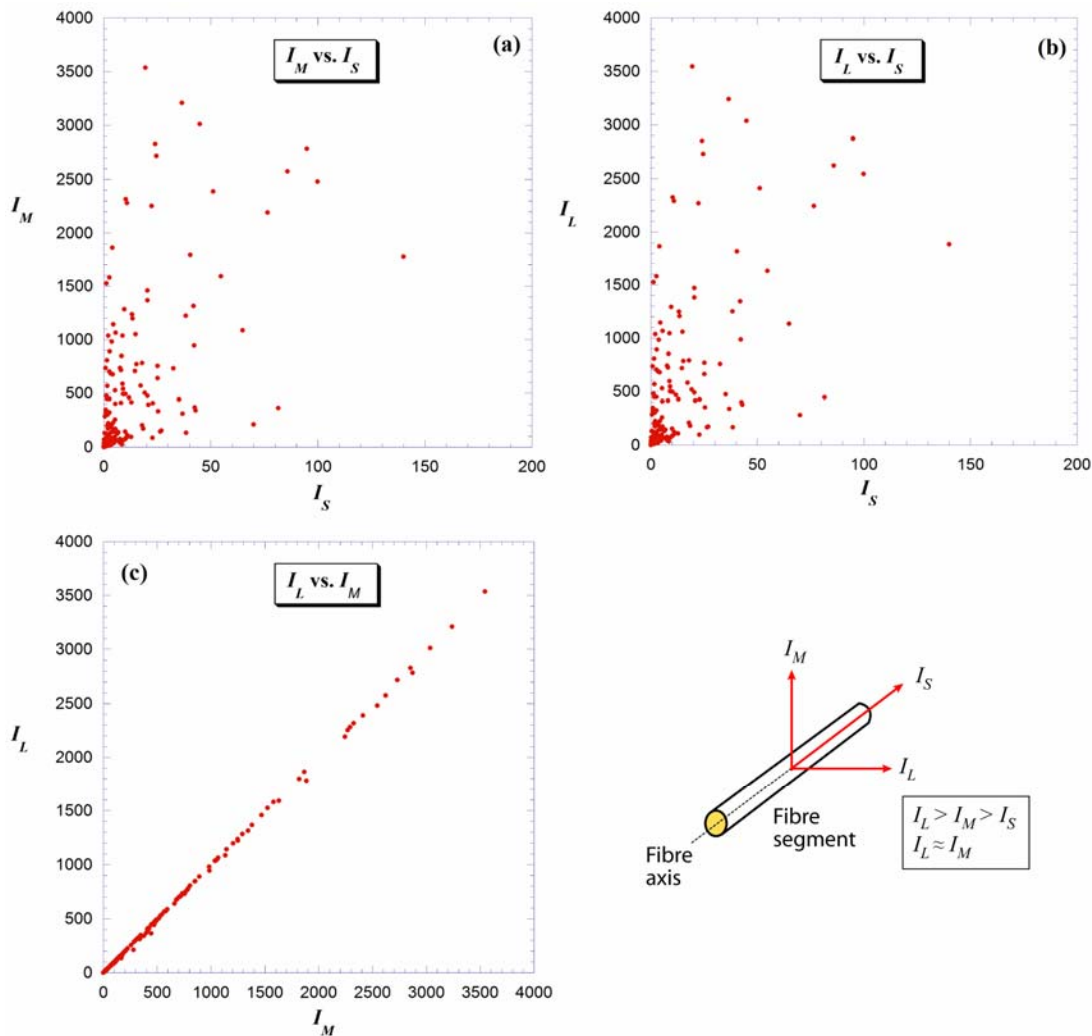 (a)
I_M vs. I_S
4000
3500
3000
2500
I_M
2000
1500
1000
500
0
0 50 100 150 200
I_S
(b)
I_L vs. I_S
4000
3500
3000
2500
I_L
2000
1500
1000
500
0
0 50 100 150 200
I_S
(c)
I_L vs. I_M
4000
3500
3000
2500
I_L
2000
1500
1000
500
0
0 500 1000 1500 2000 2500 3000 3500 4000
I_M
I_M
I_S
I_L
Fibre
segment
Fibre
axis
I_L > I_M > I_S
I_L ≈ I_M